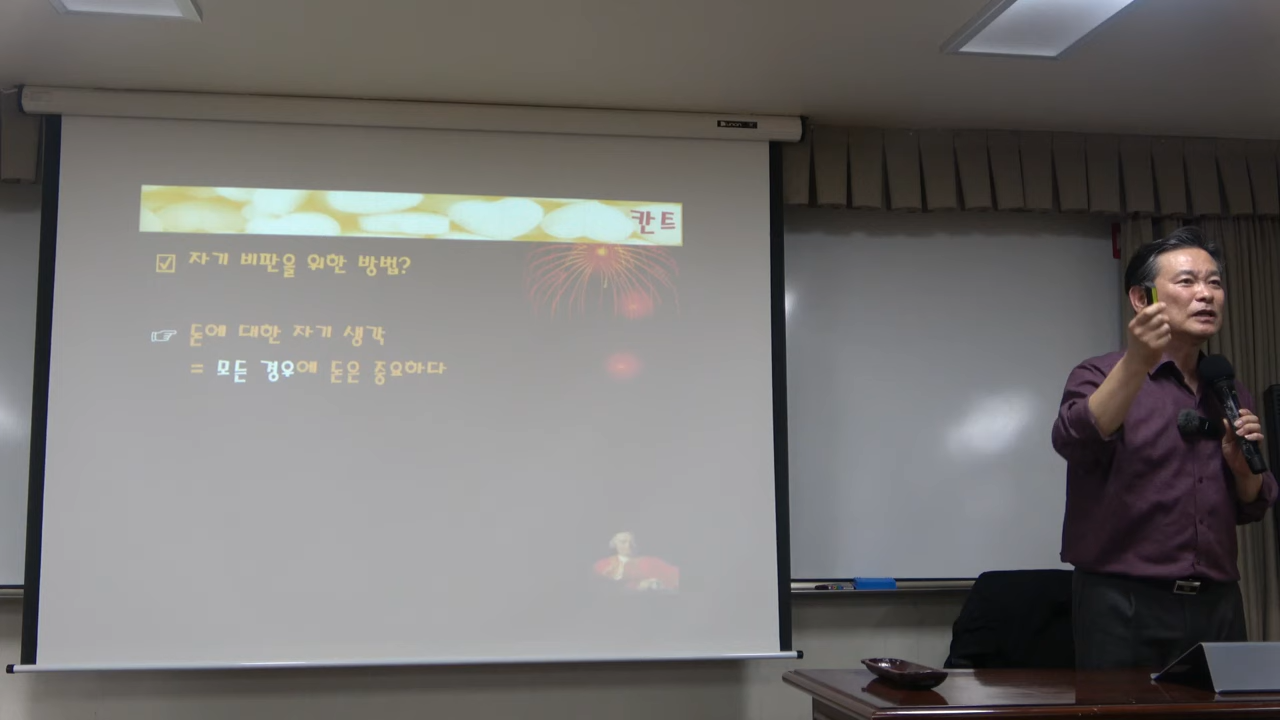 칸트
자기 비판을 위한 방법?
돈에 대한 자기 생각
= 모든 경우에 돈은 중요하다